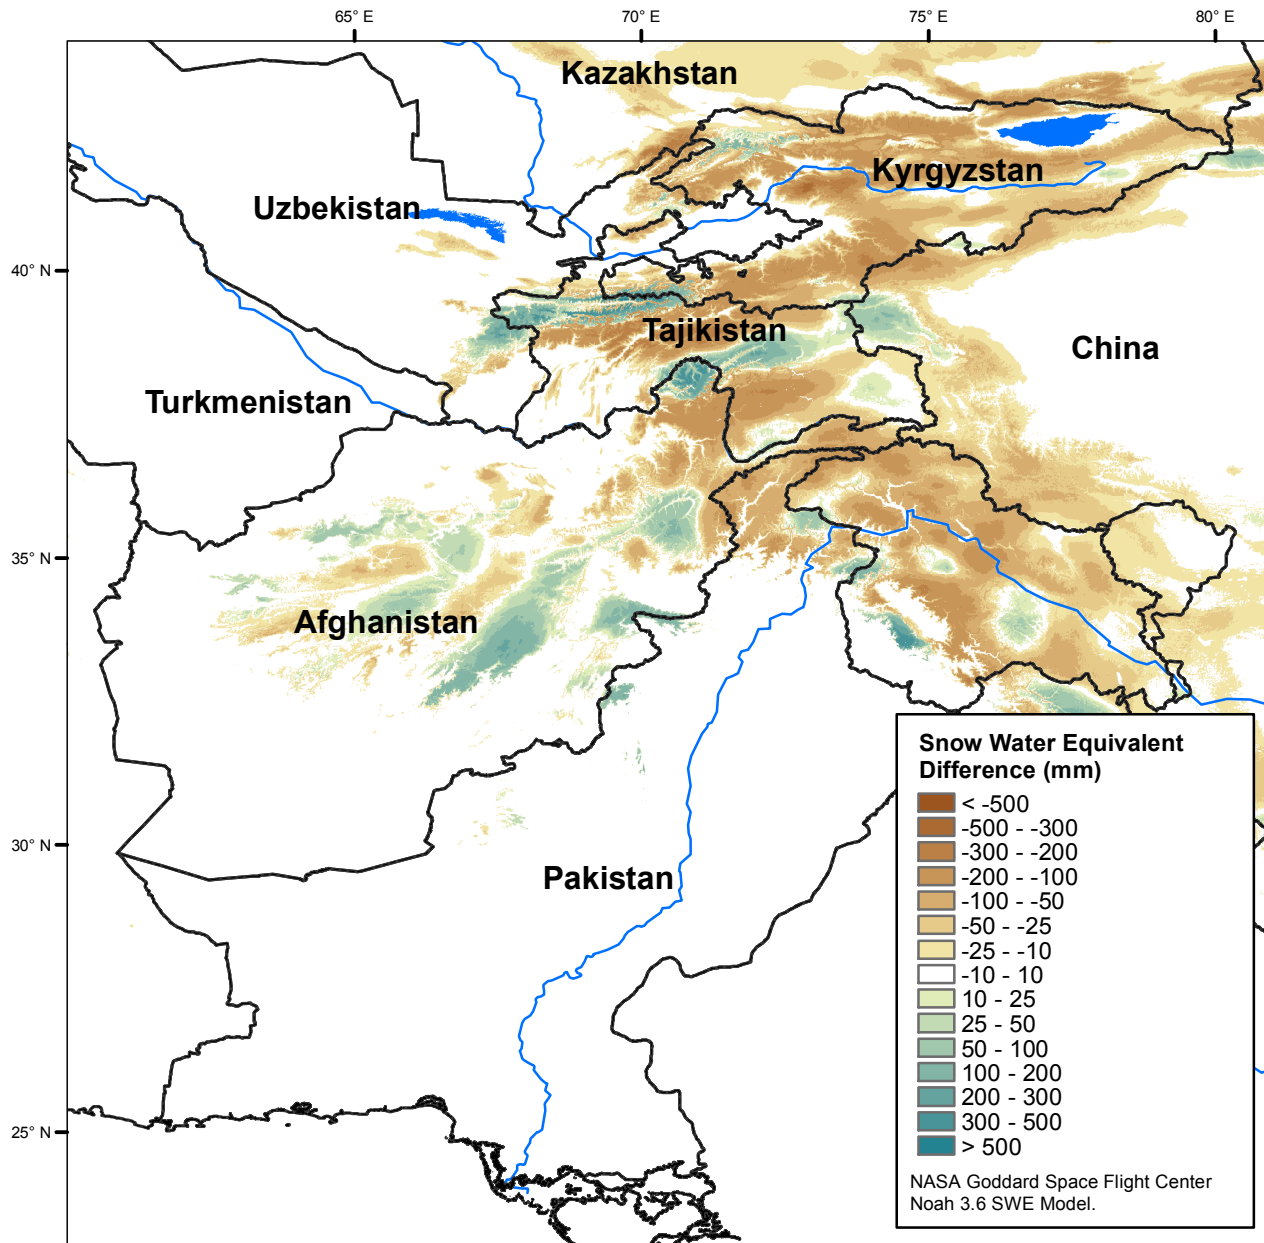 65° E
70° E
75° E
80° E
Kazakhstan
Kyrgyzstan
Uzbekistan
40° N
Tajikistan
China
Turkmenistan
35° N
Afghanistan
30° N
Pakistan
25° N
Snow Water Equivalent
Difference (mm)
< -500
-500 - -300
-300 - -200
-200 - -100
-100 - -50
-50 - -25
-25 - -10
-10 - 10
10 - 25
25 - 50
50 - 100
100 - 200
200 - 300
300 - 500
> 500
NASA Goddard Space Flight Center
Noah 3.6 SWE Model.